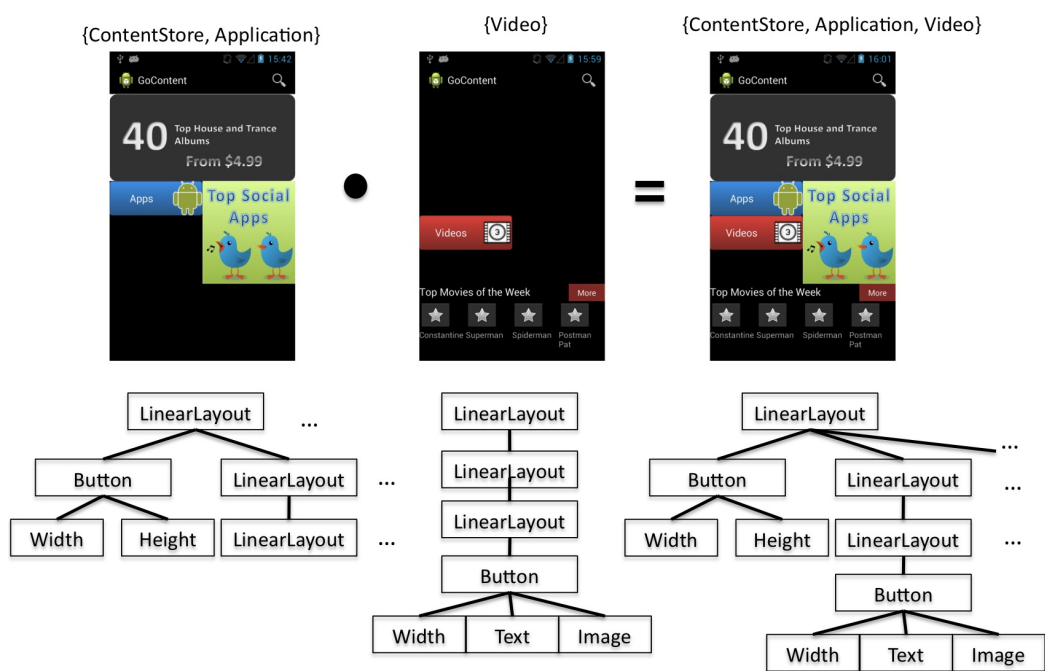 {ContentStore, Application}
{Video}
{ContentStore, Application, Video}
15:42
GoContent
40
Top House and Trance
Albums
From $4.99
Apps
Top Social
Apps
15:59
GoContent
Videos
3
Top Movies of the Week
More
Constantine Superman Spiderman Postman
Pat
=
16:01
GoContent
40
Top House and Trance
Albums
From $4.99
Apps
Top Social
Apps
Videos
3
Top Movies of the Week
More
Constantine Superman Spiderman Postman
Pat
LinearLayout
...
Button
LinearLayout
...
Width
Height
LinearLayout
...
LinearLayout
LinearLayout
LinearLayout
Button
Width
Text
Image
LinearLayout
...
Button
LinearLayout
...
Width
Height
LinearLayout
...
Button
Width
Text
Image